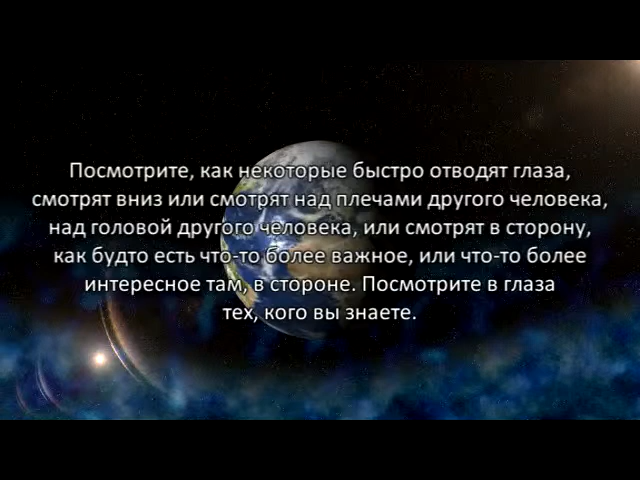 Посмотрите, как некоторые быстро отводят глаза,
смотрят вниз или смотрят над плечами другого человека,
над головой другого человека, или смотрят в сторону,
как будто есть что-то более важное, или что-то более
интересное там, в стороне. Посмотрите в глаза
тех, кого вы знаете.